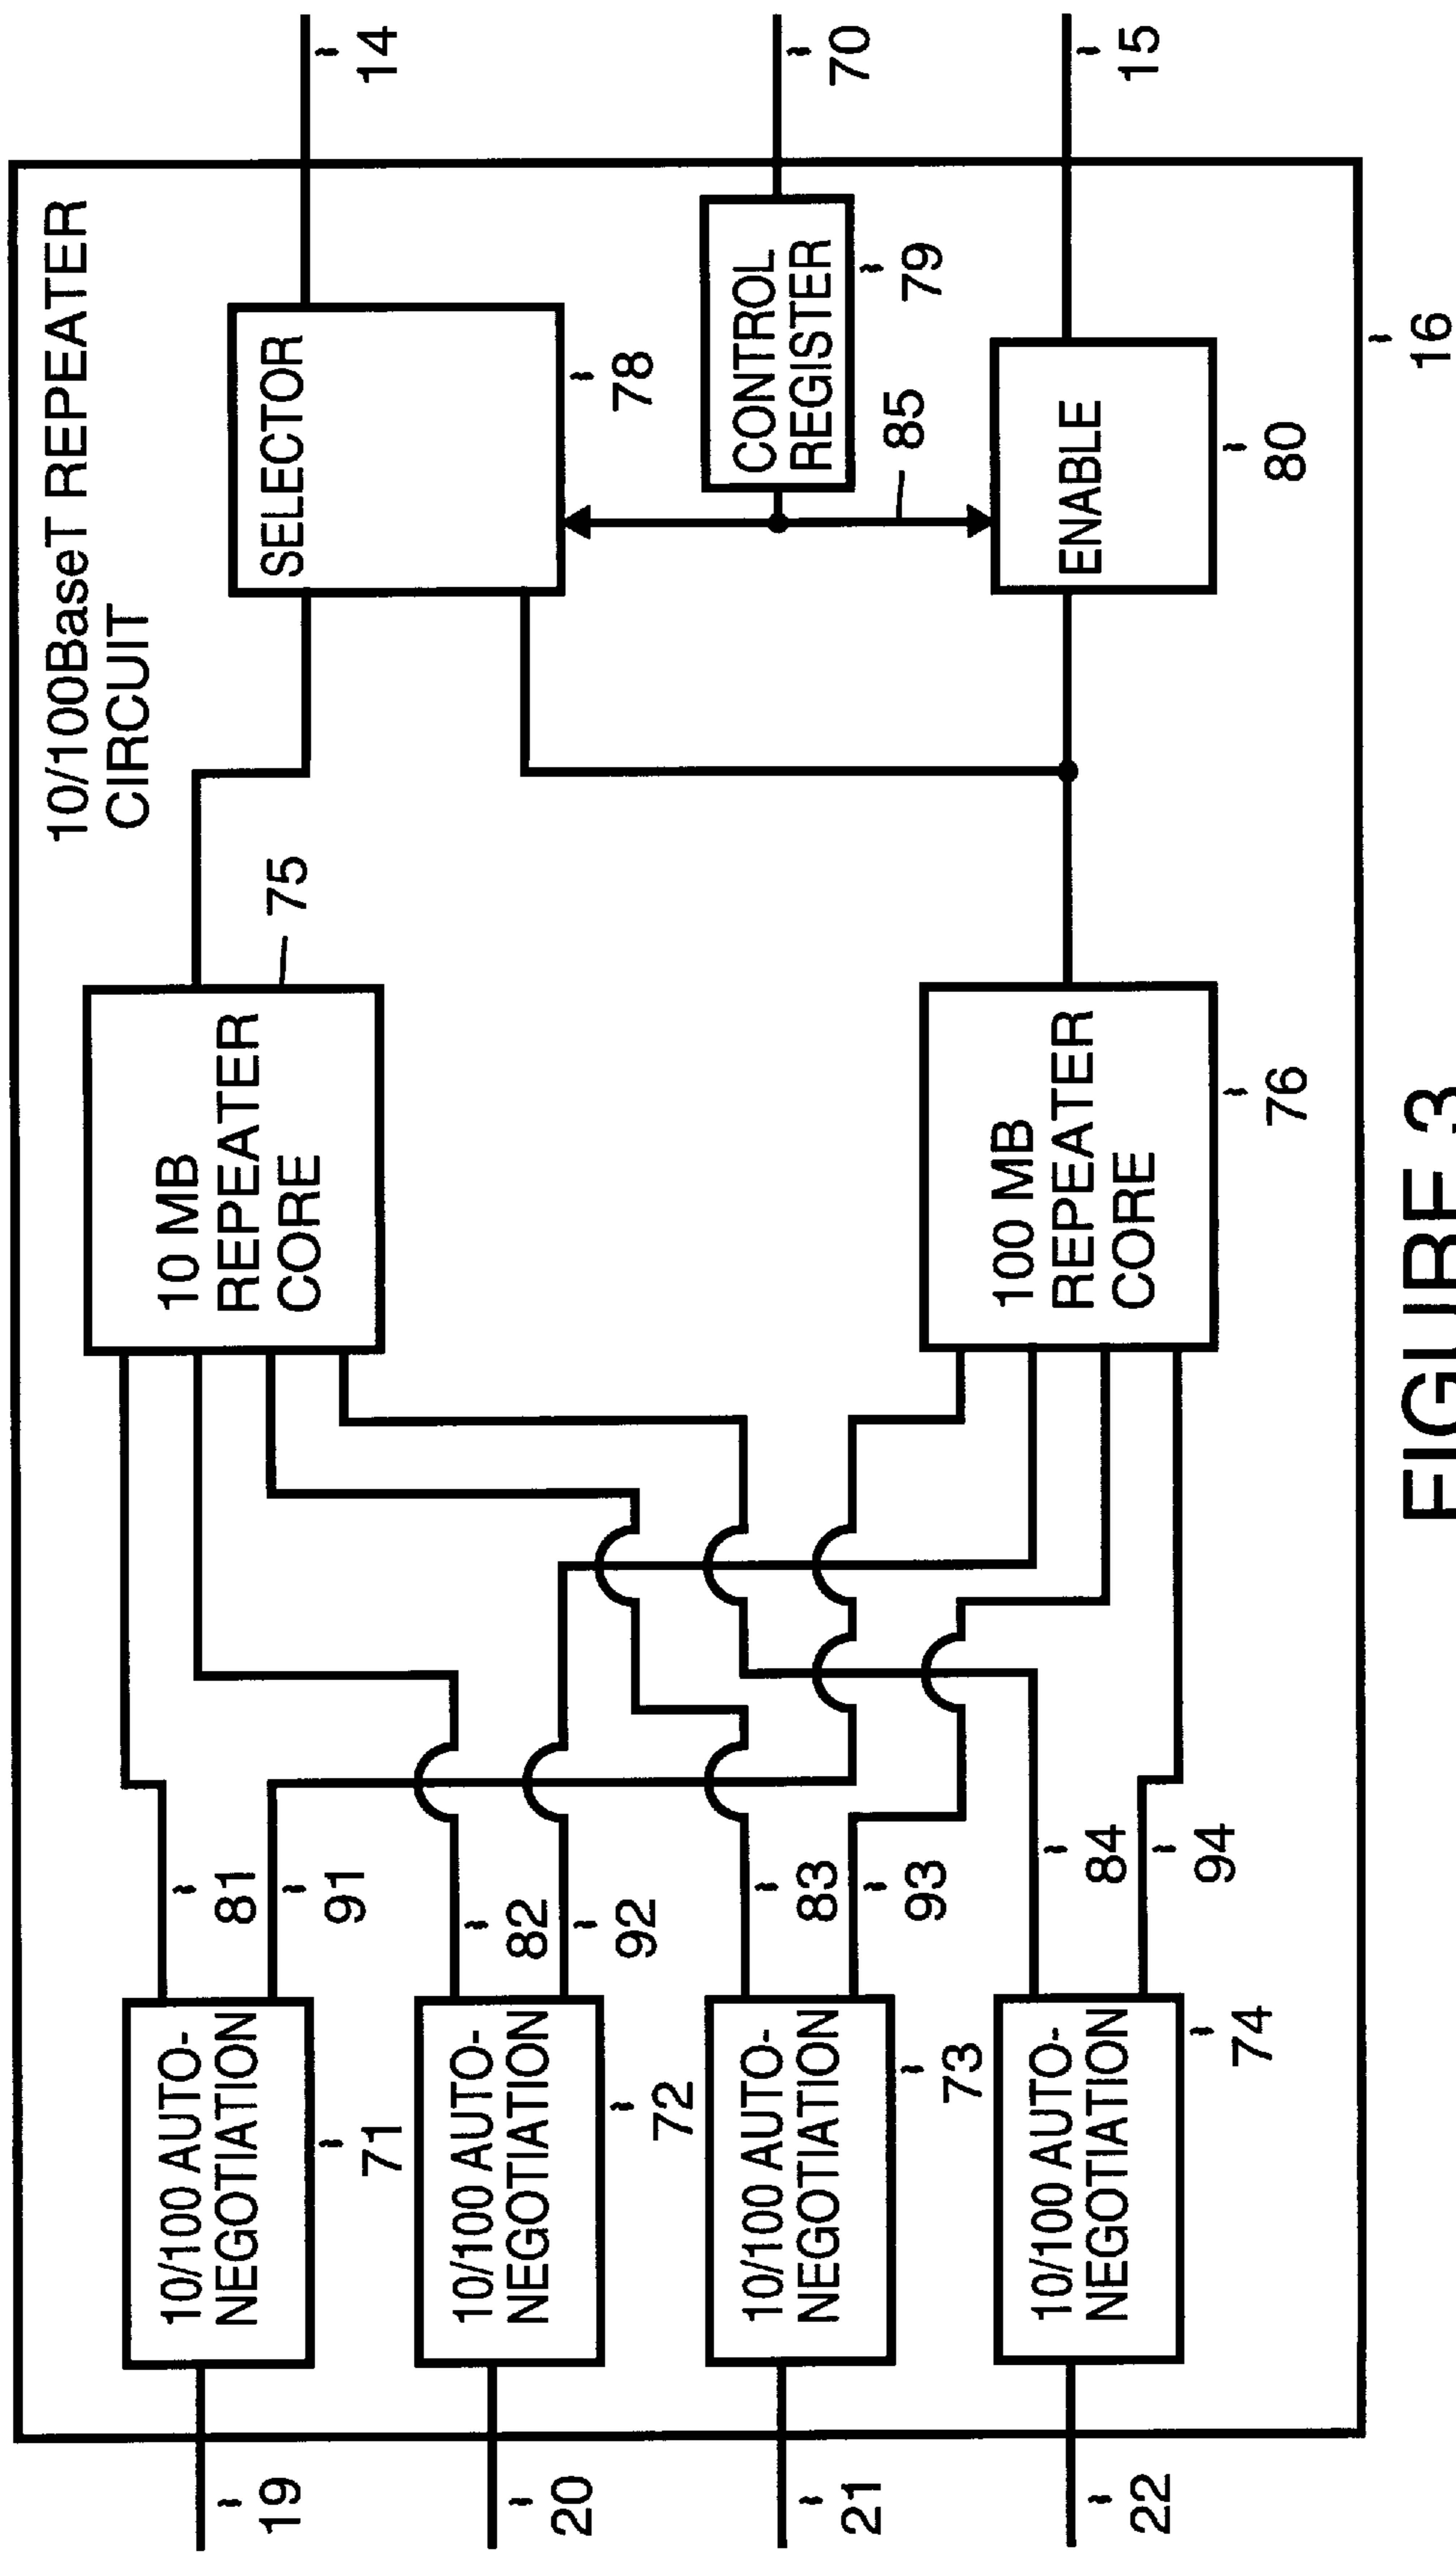 10/100BaseT REPEATER
CIRCUIT
19
10/100 AUTO-
NEGOTIATION
71
81
91
10 MB
REPEATER
CORE
75
SELECTOR
78
14
20
10/100 AUTO-
NEGOTIATION
72
82
92
CONTROL
REGISTER
79
70
85
21
10/100 AUTO-
NEGOTIATION
73
83
93
100 MB
REPEATER
CORE
76
ENABLE
80
15
22
10/100 AUTO-
NEGOTIATION
74
84
94
16
FIGURE 3